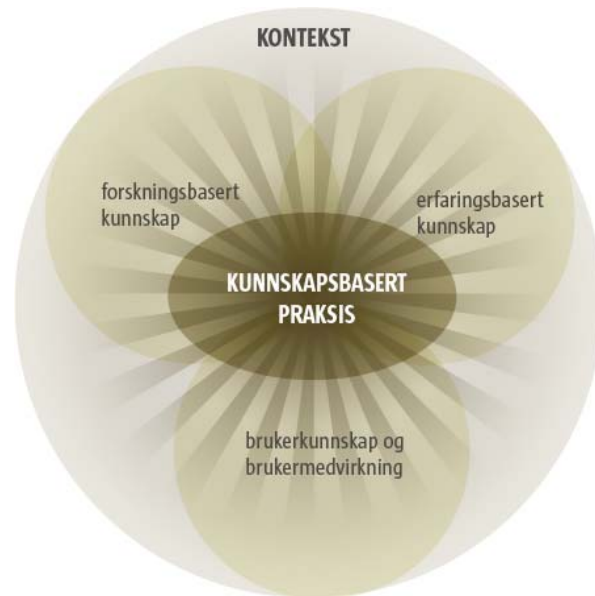 KONTEKST
forskningsbasert
kunnskap
erfaringsbasert
kunnskap
KUNNSKAPSBASERT
PRAKSIS
brukerkunnskap og
brukermedvirkning